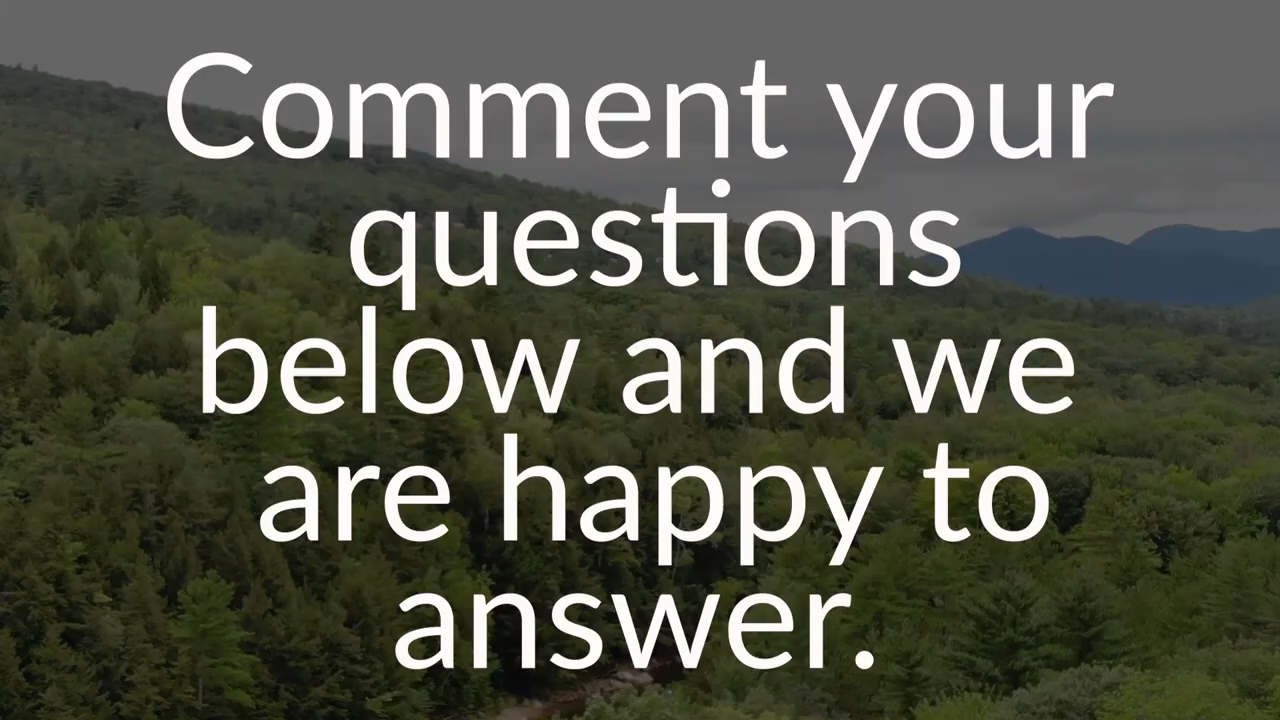 Comment your
questions
below and we
are happy to
answer.